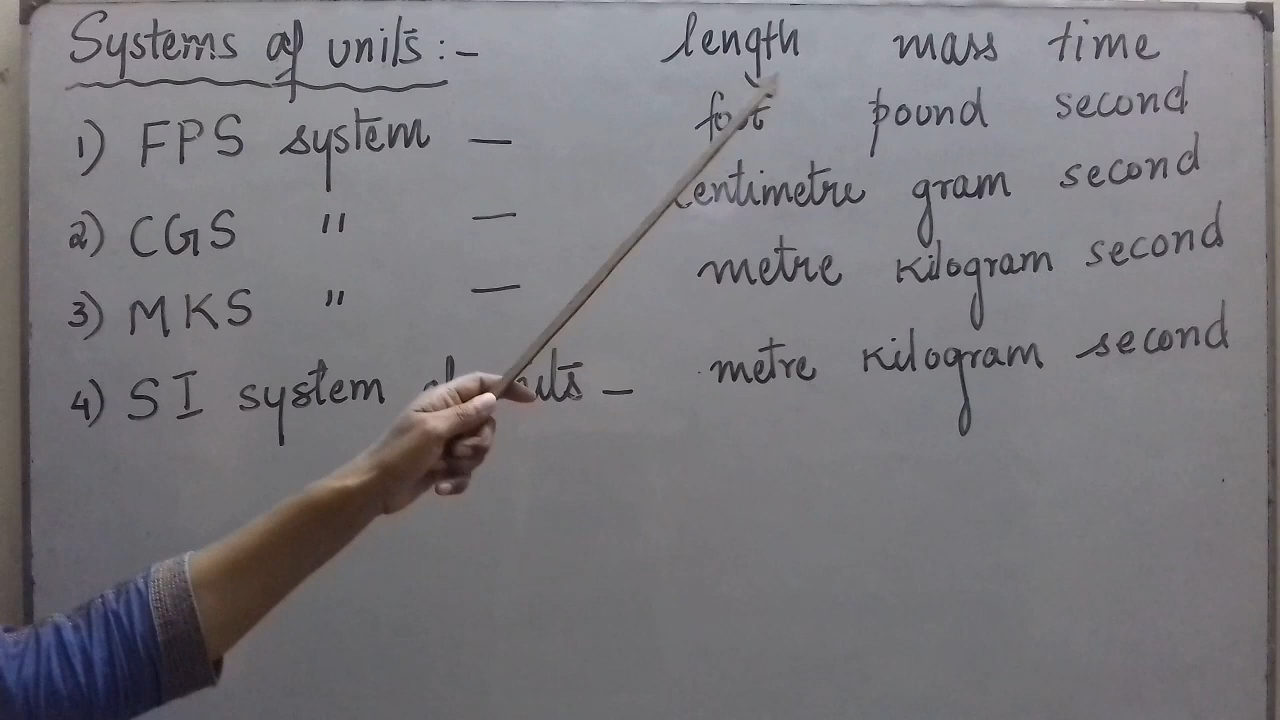 Systems of units :- length mass time
1) FPS system — foot pound second
2) CGS " — centimetre gram second
3) MKS " — metre kilogram second
4) SI system of units — metre kilogram second